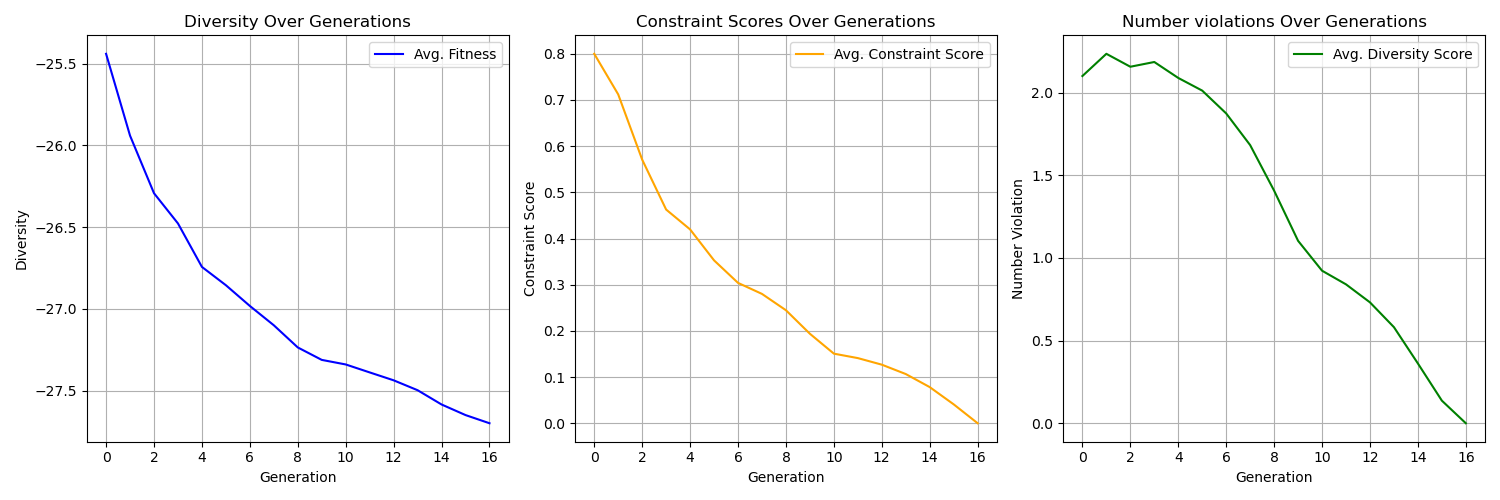 Diversity Over Generations
Avg. Fitness
−25.5
−26.0
−26.5
−27.0
−27.5
Diversity
0 2 4 6 8 10 12 14 16
Generation
Constraint Scores Over Generations
Avg. Constraint Score
0.8
0.7
0.6
0.5
0.4
0.3
0.2
0.1
0.0
Constraint Score
0 2 4 6 8 10 12 14 16
Generation
Number violations Over Generations
Avg. Diversity Score
2.0
1.5
1.0
0.5
0.0
Number Violation
0 2 4 6 8 10 12 14 16
Generation